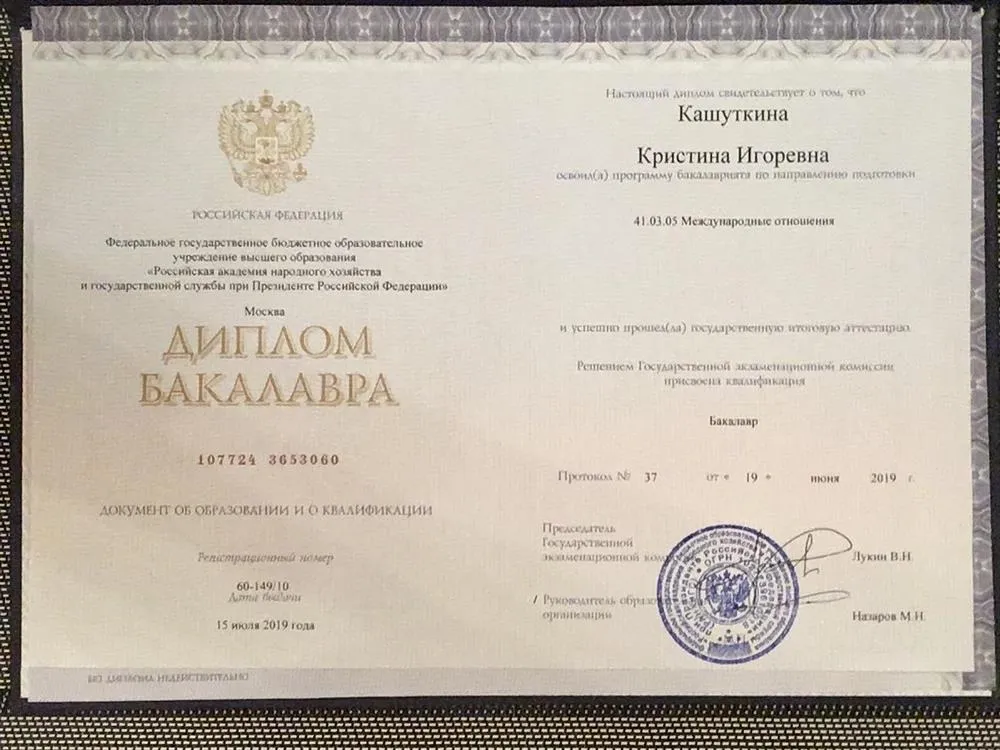 РОССИЙСКАЯ ФЕДЕРАЦИЯ
Федеральное государственное бюджетное образовательное
учреждение высшего образования
«Российская академия народного хозяйства
и государственной службы при Президенте Российской Федерации»
Москва
ДИПЛОМ
БАКАЛАВРА
107724 3653060
ДОКУМЕНТ ОБ ОБРАЗОВАНИИ И О КВАЛИФИКАЦИИ
Регистрационный номер
60-149/10
Дата выдачи
15 июля 2019 года
Настоящий диплом свидетельствует о том, что
Кашуткина
Кристина Игоревна
освоил(а) программу бакалавриата по направлению подготовки
41.03.05 Международные отношения
и успешно прошел(ла) государственную итоговую аттестацию.
Решением Государственной экзаменационной комиссии
присвоена квалификация
Бакалавр
Протокол № 37 от « 19 » июня 2019 г.
Председатель
Государственной
экзаменационной ком
Лукин В.Н.
/ Руководитель образо
организации
Назаров М.Н.